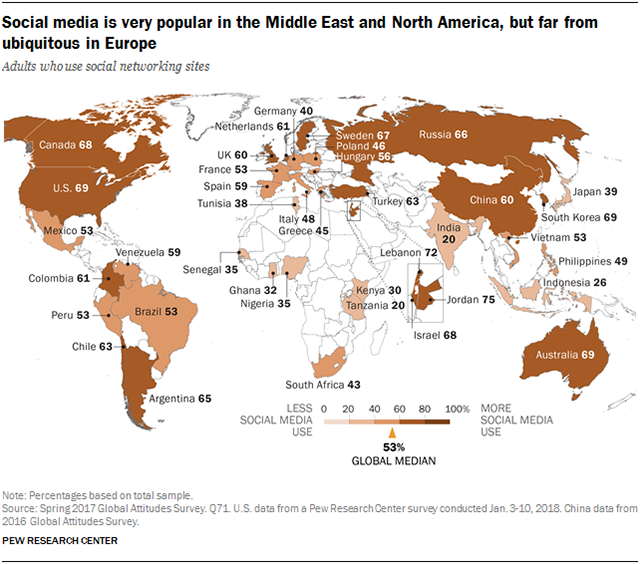 Social media is very popular in the Middle East and North America, but far from
ubiquitous in Europe
Adults who use social networking sites
Germany 40
Netherlands 61
Canada 68
Sweden 67
Poland 46
Hungary 56
Russia 66
UK 60
France 53
U.S. 69
Spain 59
Tunisia 38
Italy 48
Greece 45
Turkey 63
China 60
Japan 39
South Korea 69
Mexico 53
India
20
Vietnam 53
Venezuela 59
Lebanon 72
Philippines 49
Senegal 35
Colombia 61
Ghana 32
Nigeria 35
Kenya 30
Tanzania 20
Jordan 75
Indonesia 26
Peru 53
Brazil 53
Israel 68
Chile 63
Australia 69
South Africa 43
Argentina 65
LESS
SOCIAL MEDIA
USE
0 20 40 60 80 100%
MORE
SOCIAL MEDIA
USE
53%
GLOBAL MEDIAN
Note: Percentages based on total sample.
Source: Spring 2017 Global Attitudes Survey. Q71. U.S. data from a Pew Research Center survey conducted Jan. 3-10, 2018. China data from
2016 Global Attitudes Survey.
PEW RESEARCH CENTER